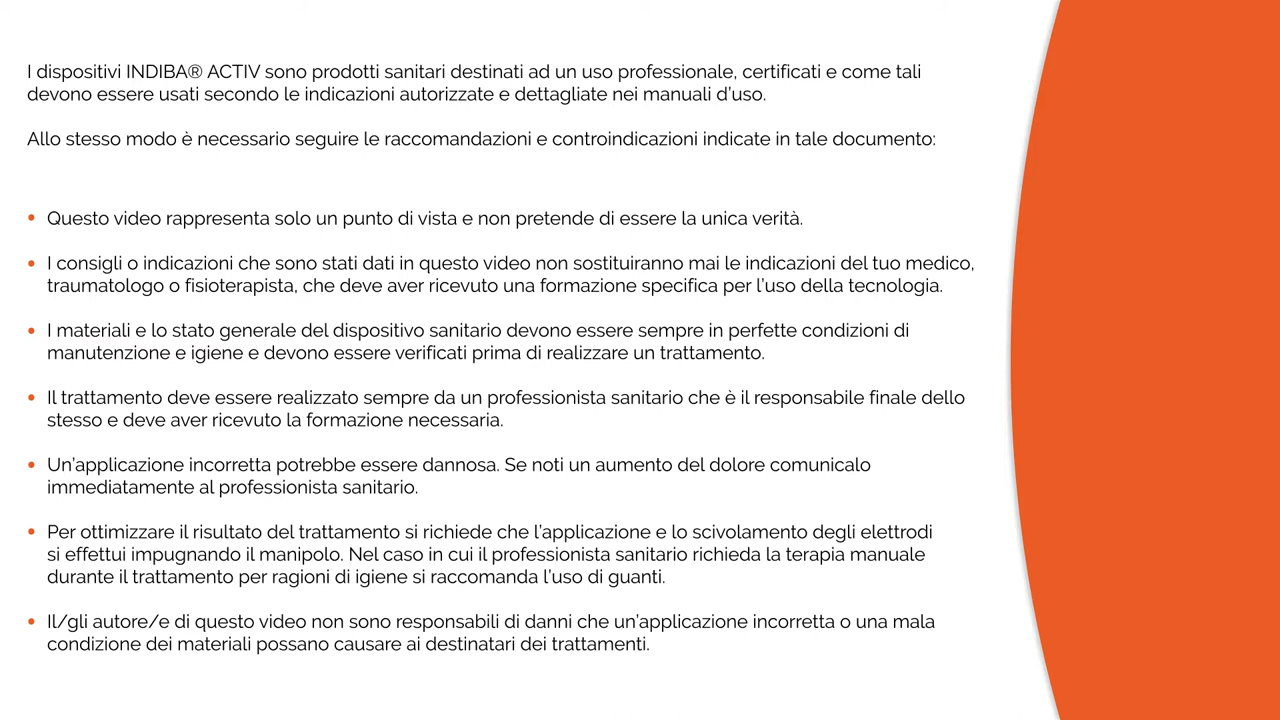 I dispositivi INDIBA® ACTIV sono prodotti sanitari destinati ad un uso professionale, certificati e come tali
devono essere usati secondo le indicazioni autorizzate e dettagliate nei manuali d'uso.
Allo stesso modo è necessario seguire le raccomandazioni e controindicazioni indicate in tale documento:
• Questo video rappresenta solo un punto di vista e non pretende di essere la unica verità.
• I consigli o indicazioni che sono stati dati in questo video non sostituiranno mai le indicazioni del tuo medico,
traumatologo o fisioterapista, che deve aver ricevuto una formazione specifica per l'uso della tecnologia.
• I materiali e lo stato generale del dispositivo sanitario devono essere sempre in perfette condizioni di
manutenzione e igiene e devono essere verificati prima di realizzare un trattamento.
• Il trattamento deve essere realizzato sempre da un professionista sanitario che è il responsabile finale dello
stesso e deve aver ricevuto la formazione necessaria.
• Un'applicazione incorretta potrebbe essere dannosa. Se noti un aumento del dolore comunicalo
immediatamente al professionista sanitario.
• Per ottimizzare il risultato del trattamento si richiede che l'applicazione e lo scivolamento degli elettrodi
si effettui impugnando il manipolo. Nel caso in cui il professionista sanitario richieda la terapia manuale
durante il trattamento per ragioni di igiene si raccomanda l'uso di guanti.
• Il/gli autore/e di questo video non sono responsabili di danni che un'applicazione incorretta o una mala
condizione dei materiali possano causare ai destinatari dei trattamenti.